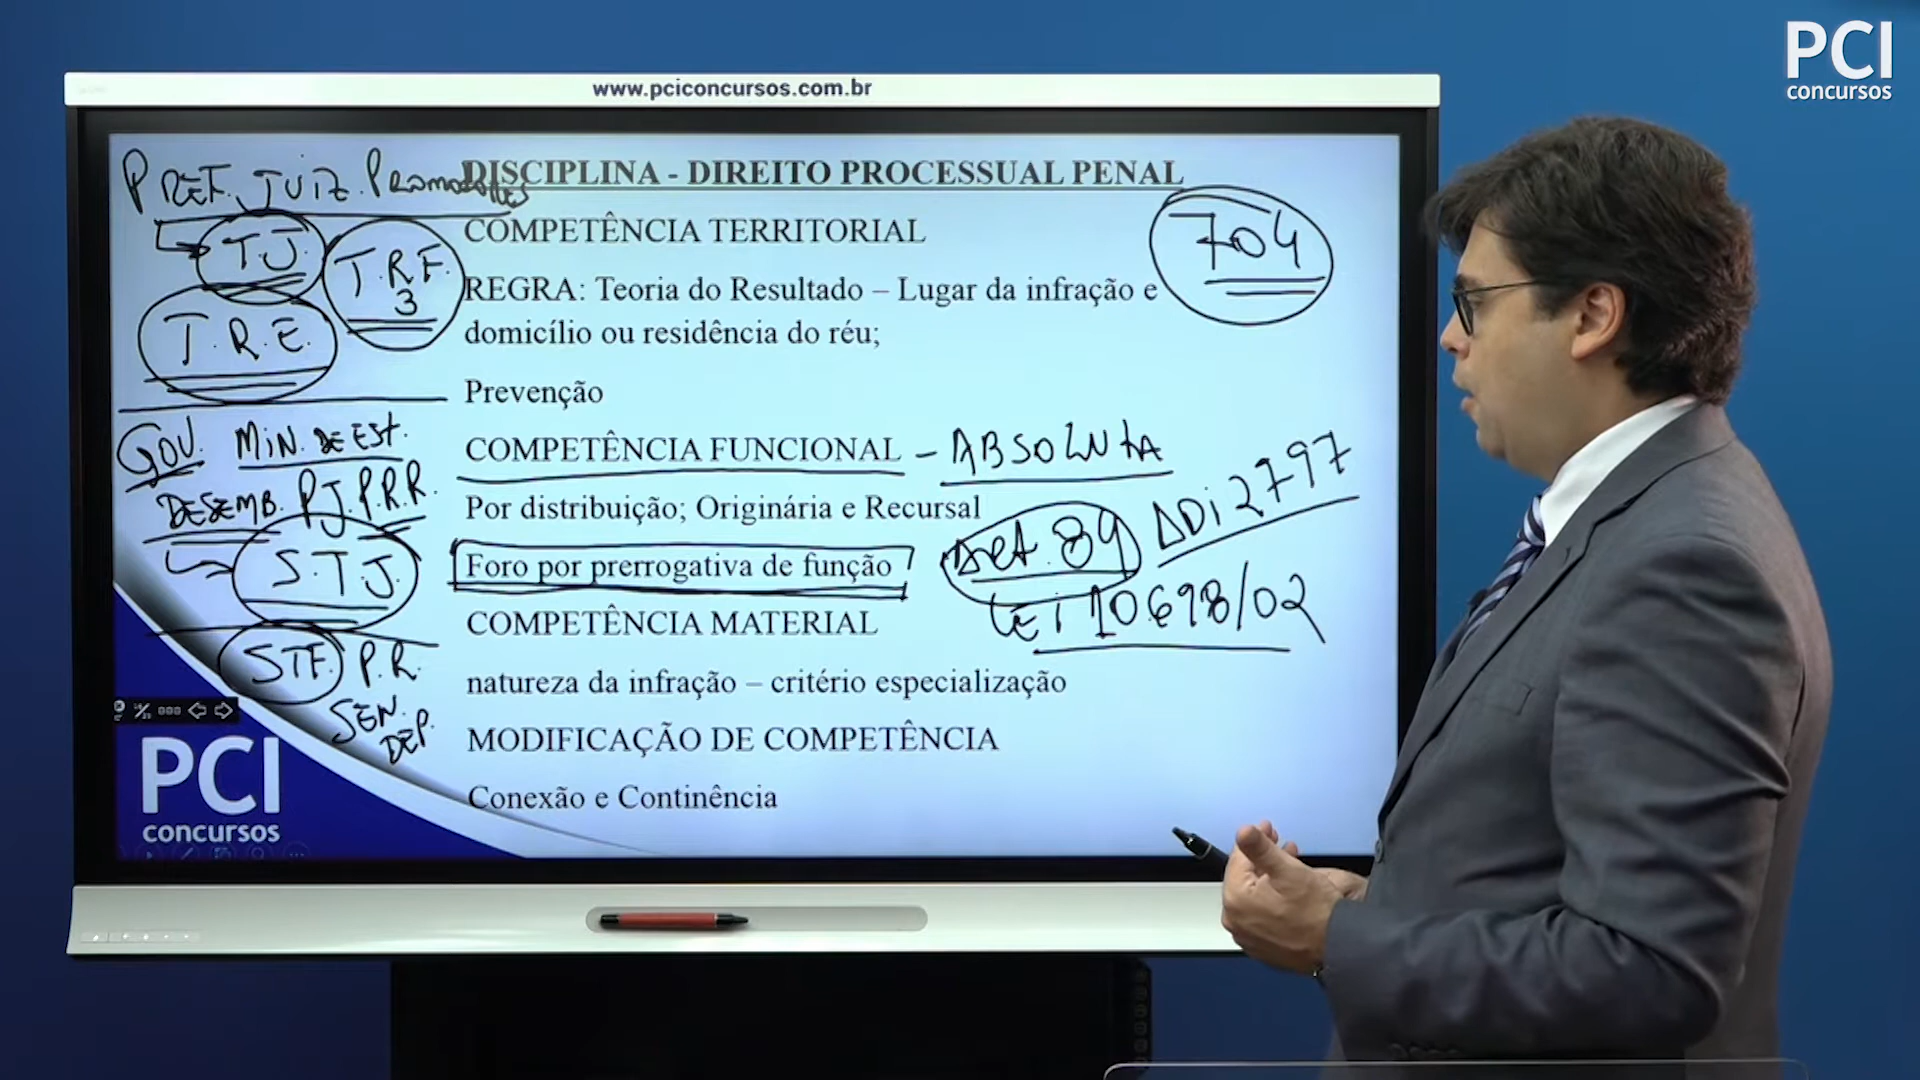 PCI
concursos
www.pciconcursos.com.br
PREF. JUIZ. PROMOTORES
DISCIPLINA - DIREITO PROCESSUAL PENAL
T.J.
T.R.F.
3
T.R.E.
COMPETÊNCIA TERRITORIAL
704
REGRA: Teoria do Resultado – Lugar da infração e
domicílio ou residência do réu;
Prevenção
GOV. MIN. DE EST.
DESEMB. PJ. P.R.R.
S.T.J.
COMPETÊNCIA FUNCIONAL - ABSOLUTA
Por distribuição; Originária e Recursal
ADI 2797
Foro por prerrogativa de função
Art. 84
LEI 10698/02
STF. P.R.
SEN.
DEP.
COMPETÊNCIA MATERIAL
natureza da infração – critério especialização
MODIFICAÇÃO DE COMPETÊNCIA
Conexão e Continência
PCI
concursos